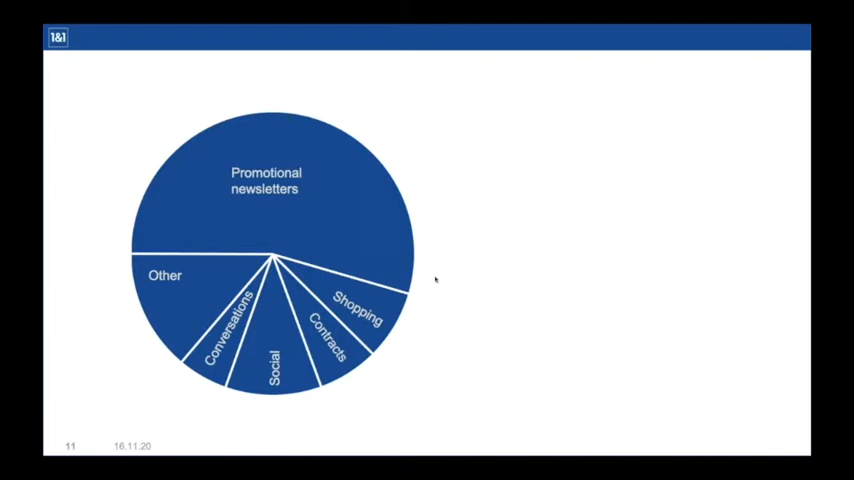 1&1
Promotional
newsletters
Other
Conversations
Social
Contracts
Shopping
11
16.11.20